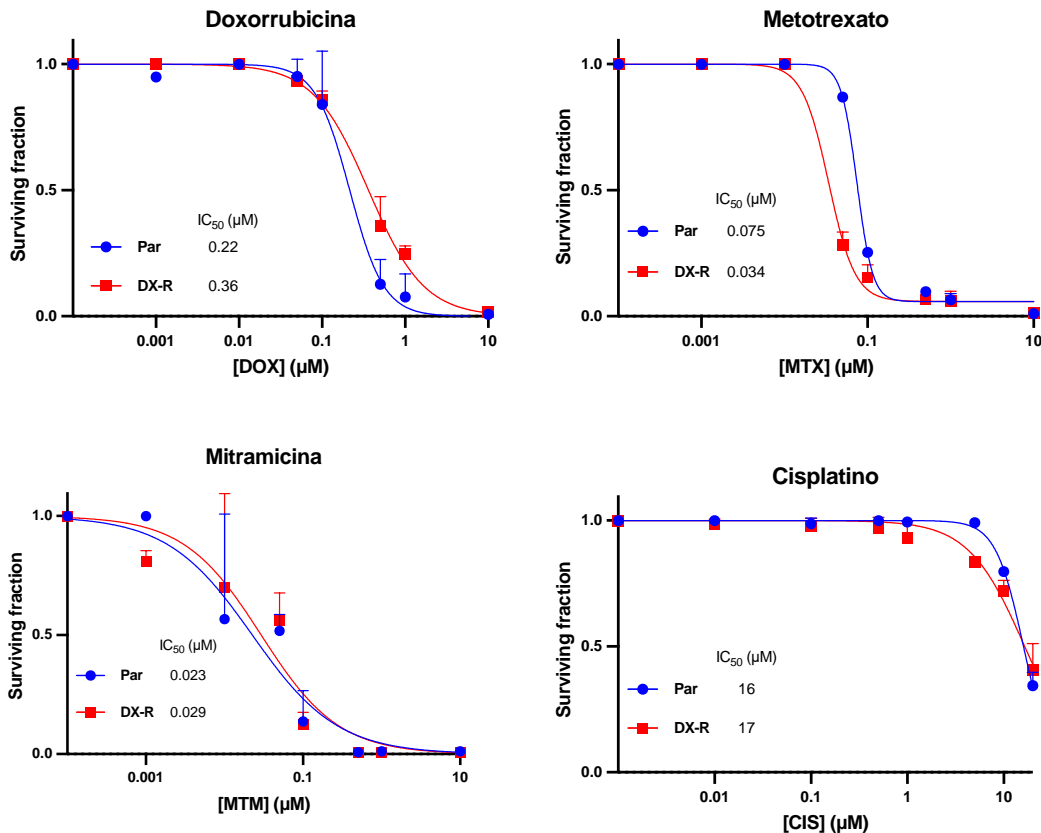 Doxorrubicina
Surviving fraction
1.0
0.5
0.0
IC50 (µM)
Par 0.22
DX-R 0.36
0.001 0.01 0.1 1 10
[DOX] (µM)
Metotrexato
Surviving fraction
1.0
0.5
0.0
IC50 (µM)
Par 0.075
DX-R 0.034
0.001 0.1 10
[MTX] (µM)
Mitramicina
Surviving fraction
1.0
0.5
0.0
IC50 (µM)
Par 0.023
DX-R 0.029
0.001 0.1 10
[MTM] (µM)
Cisplatino
Surviving fraction
1.0
0.5
0.0
IC50 (µM)
Par 16
DX-R 17
0.01 0.1 1 10
[CIS] (µM)